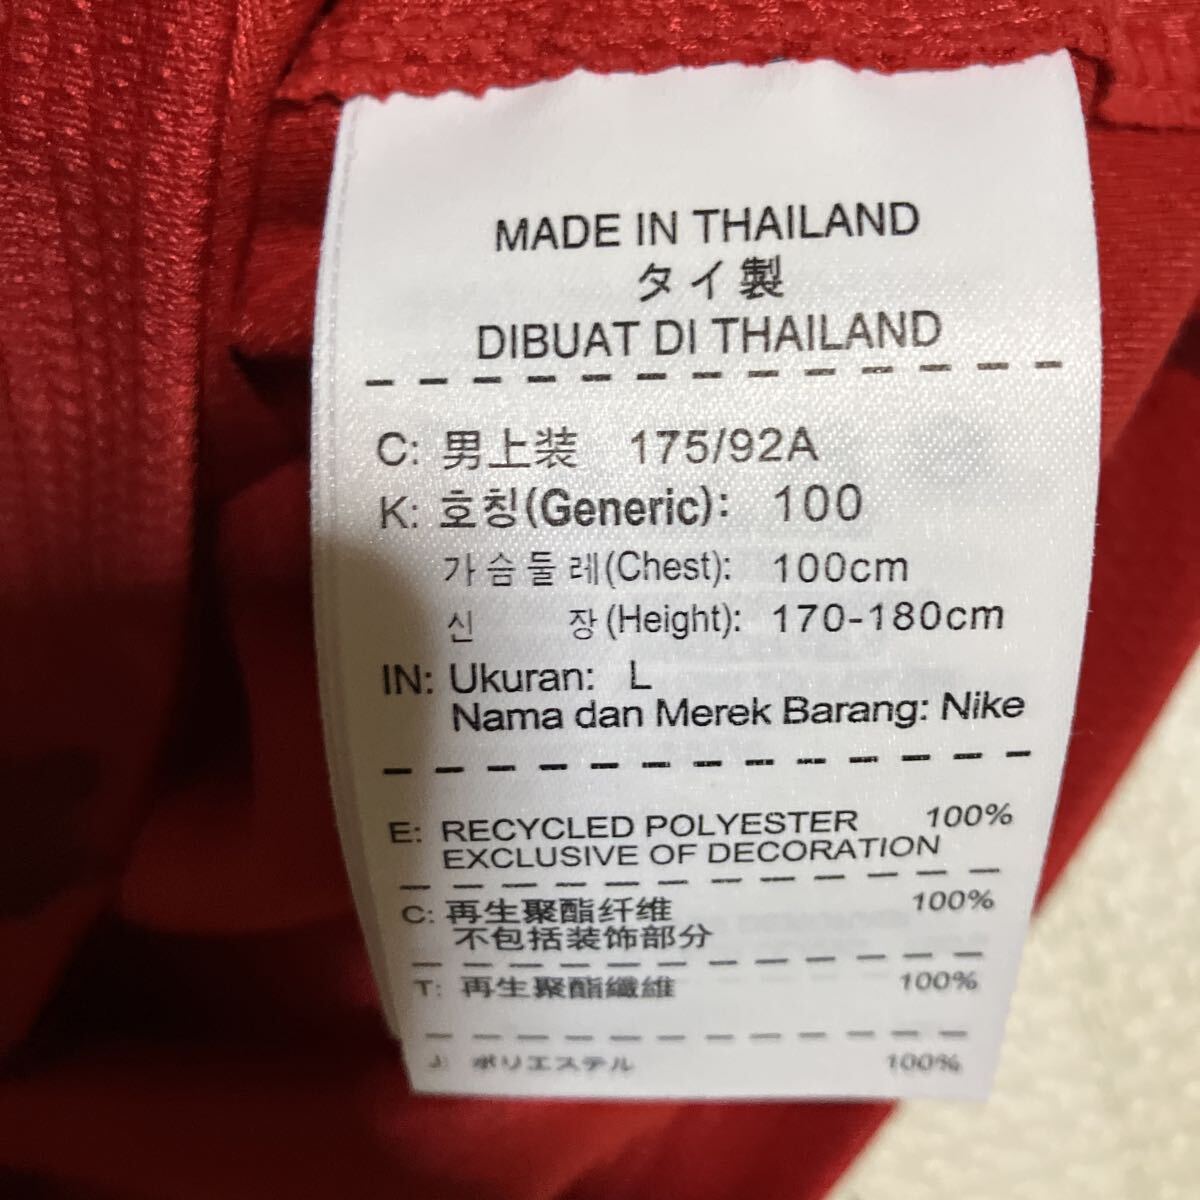 MADE IN THAILAND
タイ製
DIBUAT DI THAILAND
C: 男上装 175/92A
K: 호칭(Generic): 100
가슴둘레(Chest): 100cm
신 장(Height): 170-180cm
IN: Ukuran: L
Nama dan Merek Barang: Nike
E: RECYCLED POLYESTER 100%
EXCLUSIVE OF DECORATION
C: 再生聚酯纤维 100%
不包括装饰部分
T: 再生聚酯纖維 100%
J: ポリエステル 100%